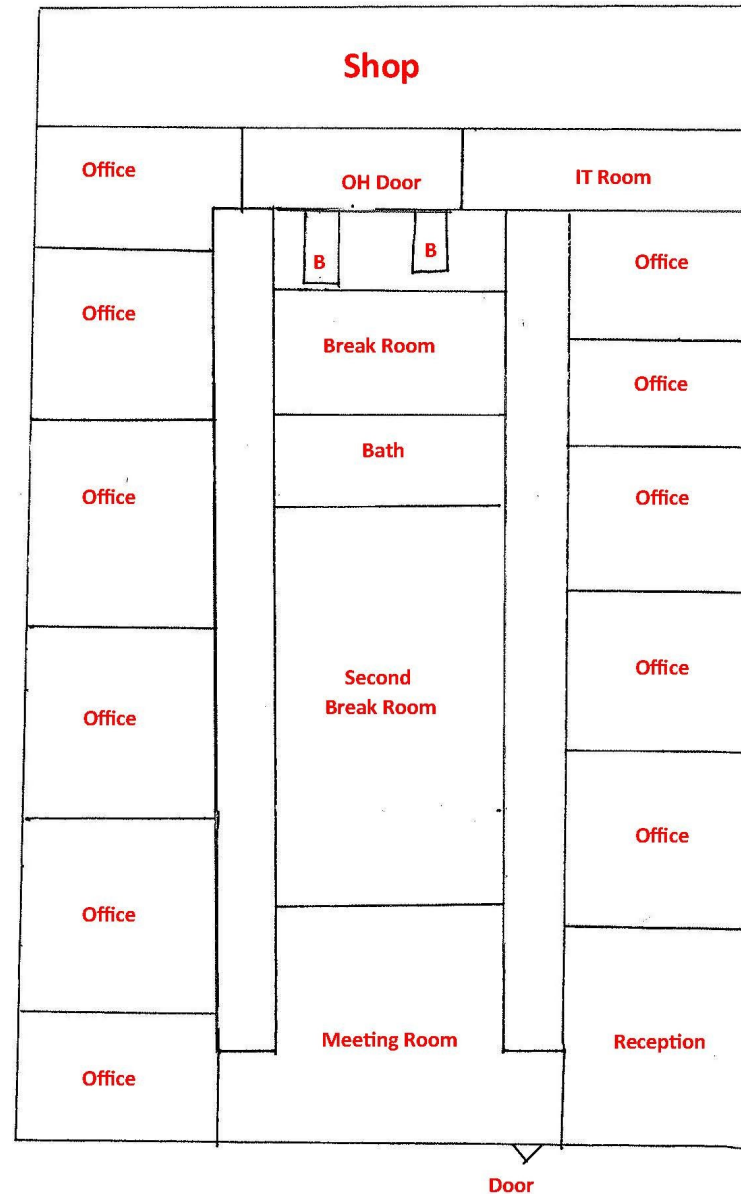 Shop
Office
OH Door
IT Room
B
B
Office
Office
Break Room
Office
Bath
Office
Office
Second
Break Room
Office
Office
Office
Office
Meeting Room
Reception
Office
Door